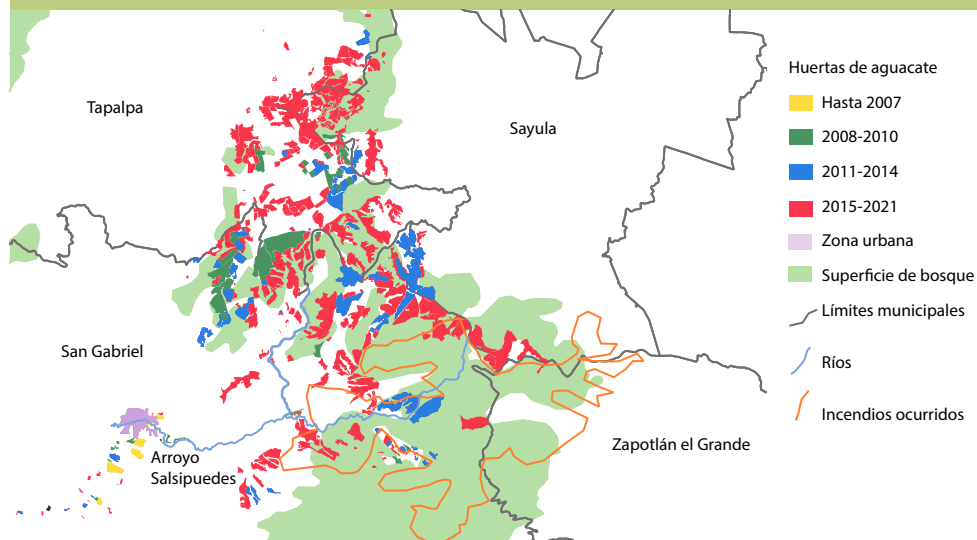 Tapalpa
Sayula
San Gabriel
Arroyo
Salsipuedes
Zapotlán el Grande
Huertas de aguacate
Hasta 2007
2008-2010
2011-2014
2015-2021
Zona urbana
Superficie de bosque
Límites municipales
Ríos
Incendios ocurridos